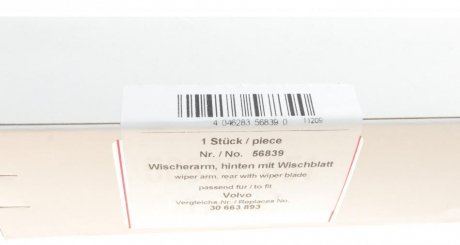 4 046283 56839 0 11209
1 Stück / piece
Nr. / No. 56839
Wischerarm, hinten mit Wischblatt
wiper arm, rear with wiper blade
passend für / to fit
Volvo
Vergleichs-Nr. / Replaces No.
30 663 893